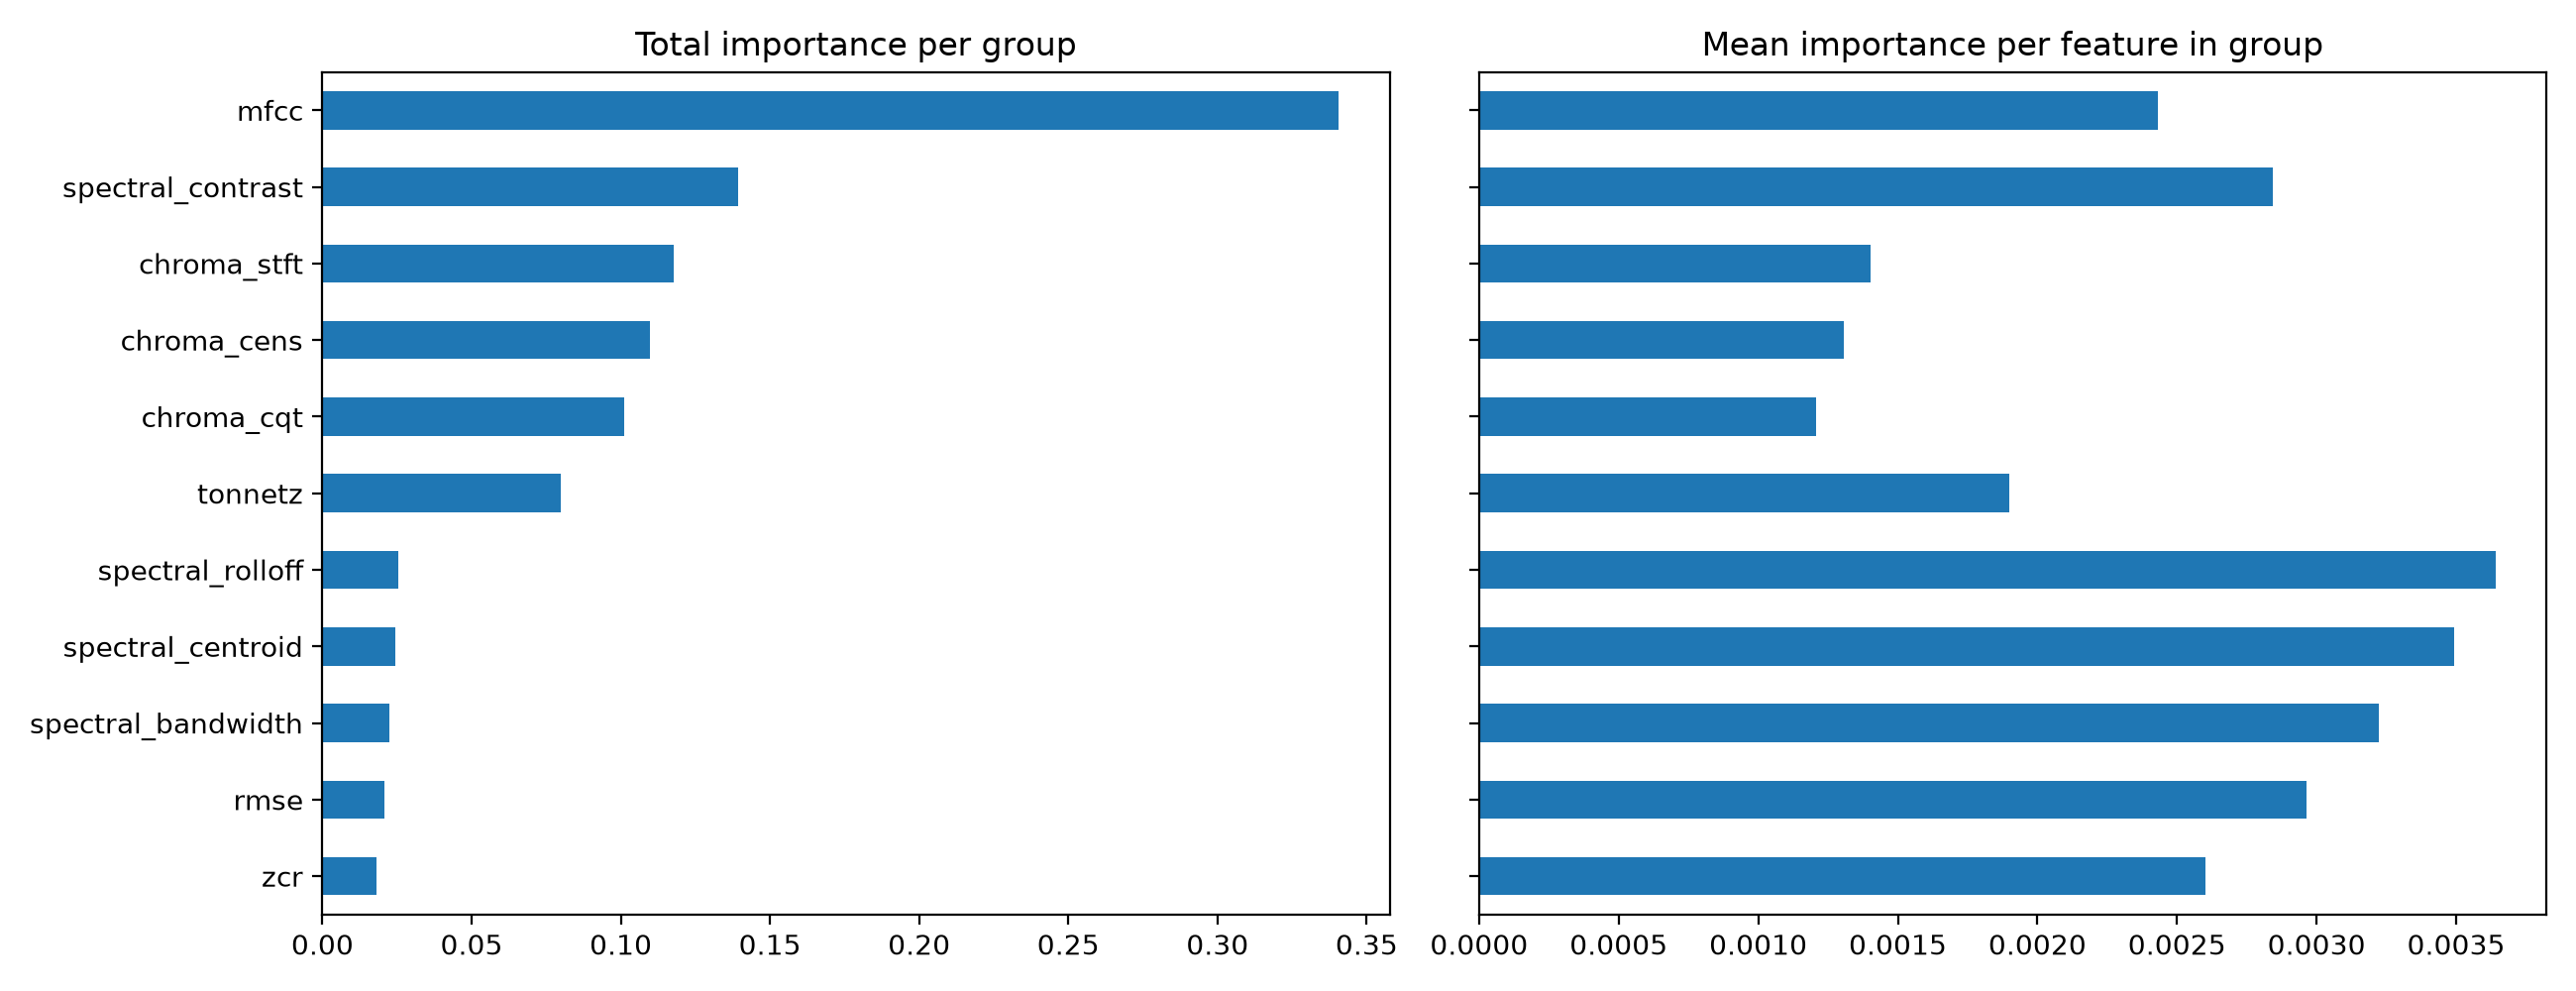 Total importance per group
Mean importance per feature in group
mfcc
spectral_contrast
chroma_stft
chroma_cens
chroma_cqt
tonnetz
spectral_rolloff
spectral_centroid
spectral_bandwidth
rmse
zcr
0.00 0.05 0.10 0.15 0.20 0.25 0.30 0.35
0.0000 0.0005 0.0010 0.0015 0.0020 0.0025 0.0030 0.0035